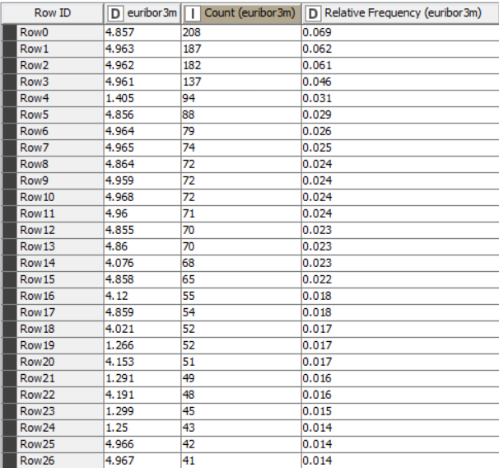 Row ID D euribor3m I Count (euribor3m) D Relative Frequency (euribor3m)
Row0 4.857 208 0.069
Row1 4.963 187 0.062
Row2 4.962 182 0.061
Row3 4.961 137 0.046
Row4 1.405 94 0.031
Row5 4.856 88 0.029
Row6 4.964 79 0.026
Row7 4.965 74 0.025
Row8 4.864 72 0.024
Row9 4.959 72 0.024
Row10 4.968 72 0.024
Row11 4.96 71 0.024
Row12 4.855 70 0.023
Row13 4.86 70 0.023
Row14 4.076 68 0.023
Row15 4.858 65 0.022
Row16 4.12 55 0.018
Row17 4.859 54 0.018
Row18 4.021 52 0.017
Row19 1.266 52 0.017
Row20 4.153 51 0.017
Row21 1.291 49 0.016
Row22 4.191 48 0.016
Row23 1.299 45 0.015
Row24 1.25 43 0.014
Row25 4.966 42 0.014
Row26 4.967 41 0.014